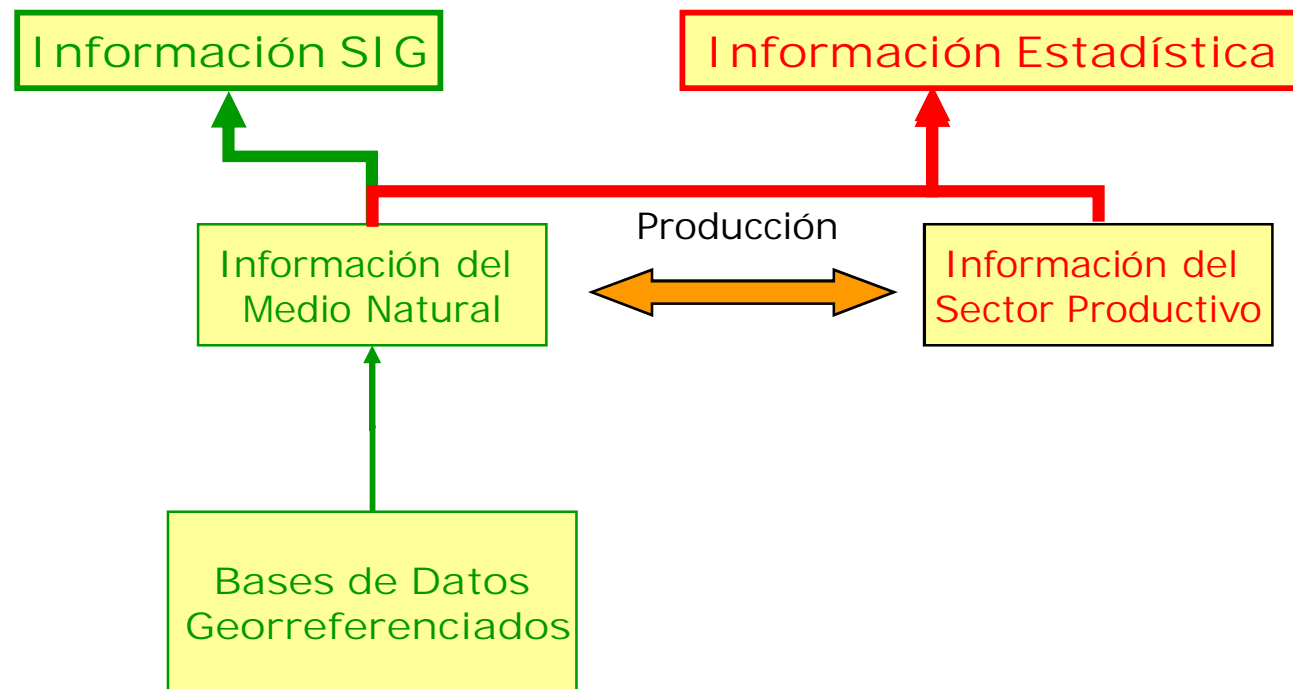 Información SIG
Información Estadística
Producción
Información del
Medio Natural
Información del
Sector Productivo
Bases de Datos
Georreferenciados